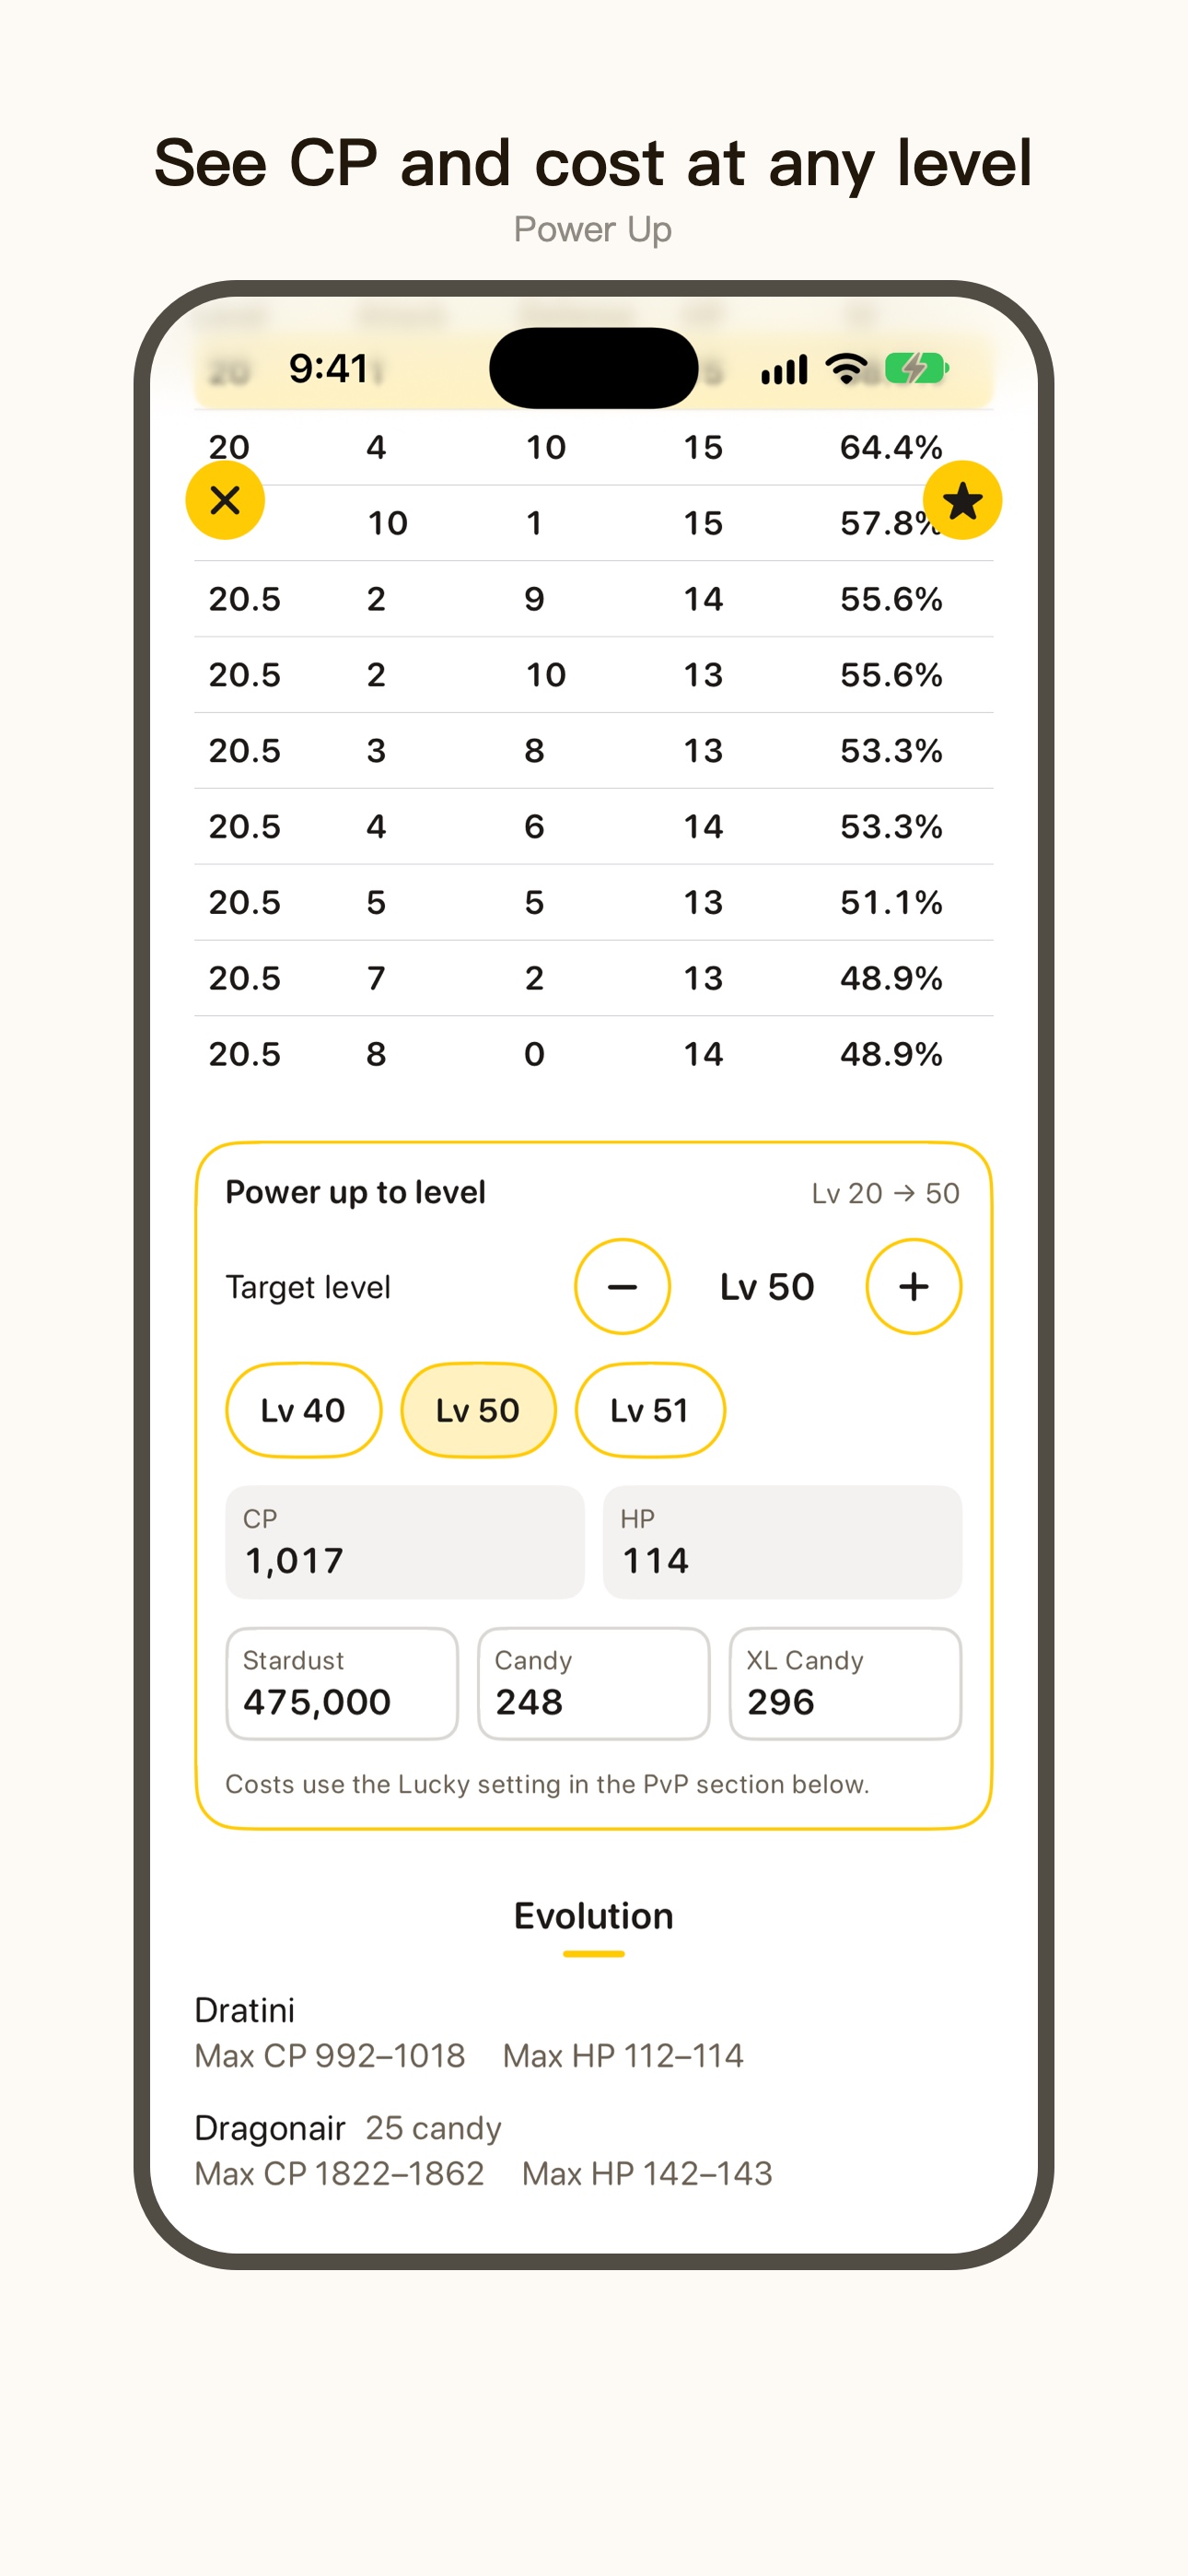 See CP and cost at any level
Power Up
9:41
20 4 10 15 64.4%
10 1 15 57.8%
20.5 2 9 14 55.6%
20.5 2 10 13 55.6%
20.5 3 8 13 53.3%
20.5 4 6 14 53.3%
20.5 5 5 13 51.1%
20.5 7 2 13 48.9%
20.5 8 0 14 48.9%
Power up to level Lv 20 → 50
Target level − Lv 50 +
Lv 40 Lv 50 Lv 51
CP HP
1,017 114
Stardust Candy XL Candy
475,000 248 296
Costs use the Lucky setting in the PvP section below.
Evolution
Dratini
Max CP 992–1018 Max HP 112–114
Dragonair 25 candy
Max CP 1822–1862 Max HP 142–143